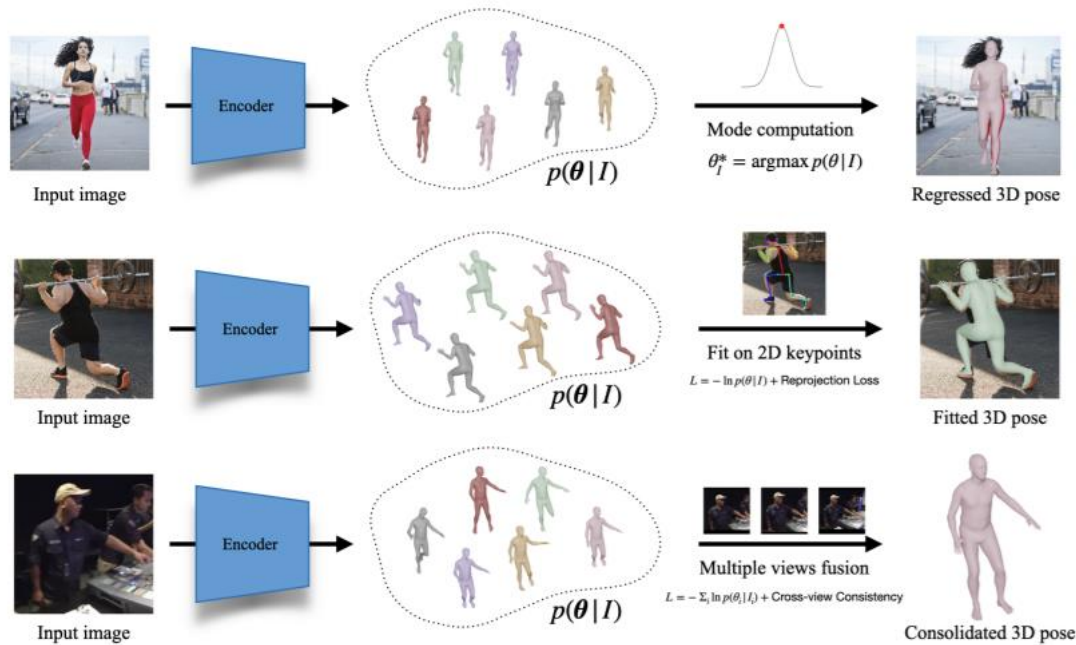 Encoder
p(θ|I)
Mode computation
θ*_I = argmax p(θ|I)
Input image
Regressed 3D pose
Encoder
p(θ|I)
Fit on 2D keypoints
L = − ln p(θ|I) + Reprojection Loss
Input image
Fitted 3D pose
Encoder
p(θ|I)
Multiple views fusion
L = − Σ_i ln p(θ_i|I_i) + Cross-view Consistency
Input image
Consolidated 3D pose